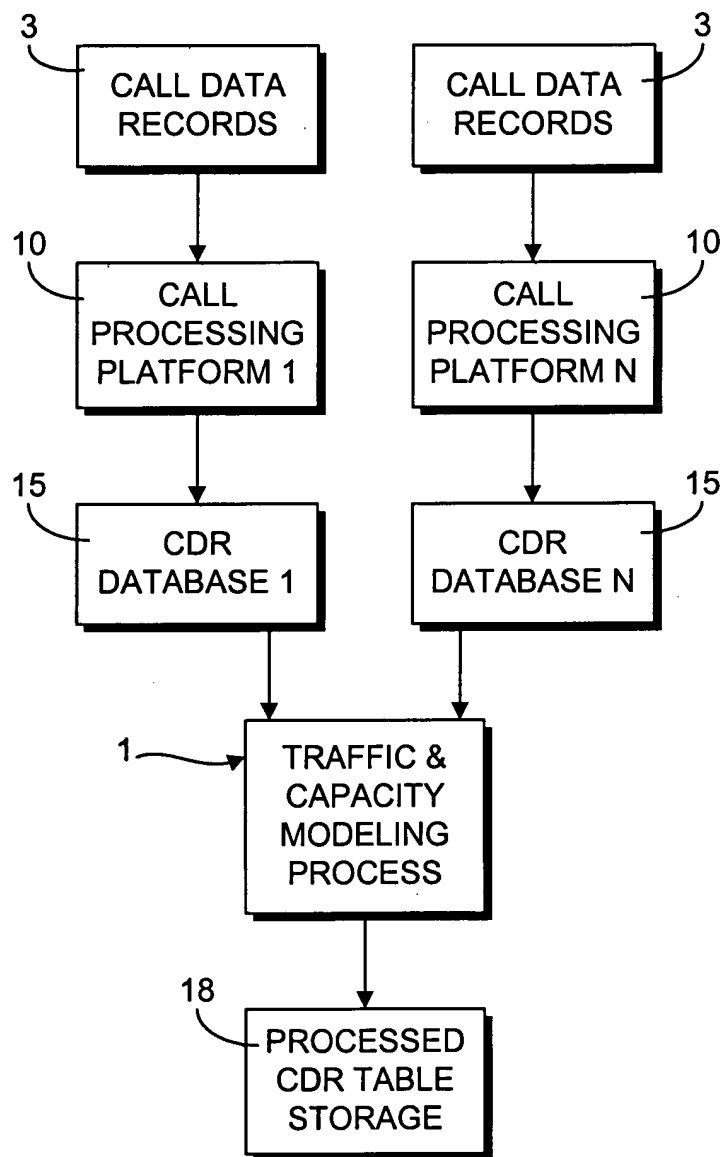 3
CALL DATA
RECORDS
3
CALL DATA
RECORDS
10
CALL
PROCESSING
PLATFORM 1
10
CALL
PROCESSING
PLATFORM N
15
CDR
DATABASE 1
15
CDR
DATABASE N
1
TRAFFIC &
CAPACITY
MODELING
PROCESS
18
PROCESSED
CDR TABLE
STORAGE